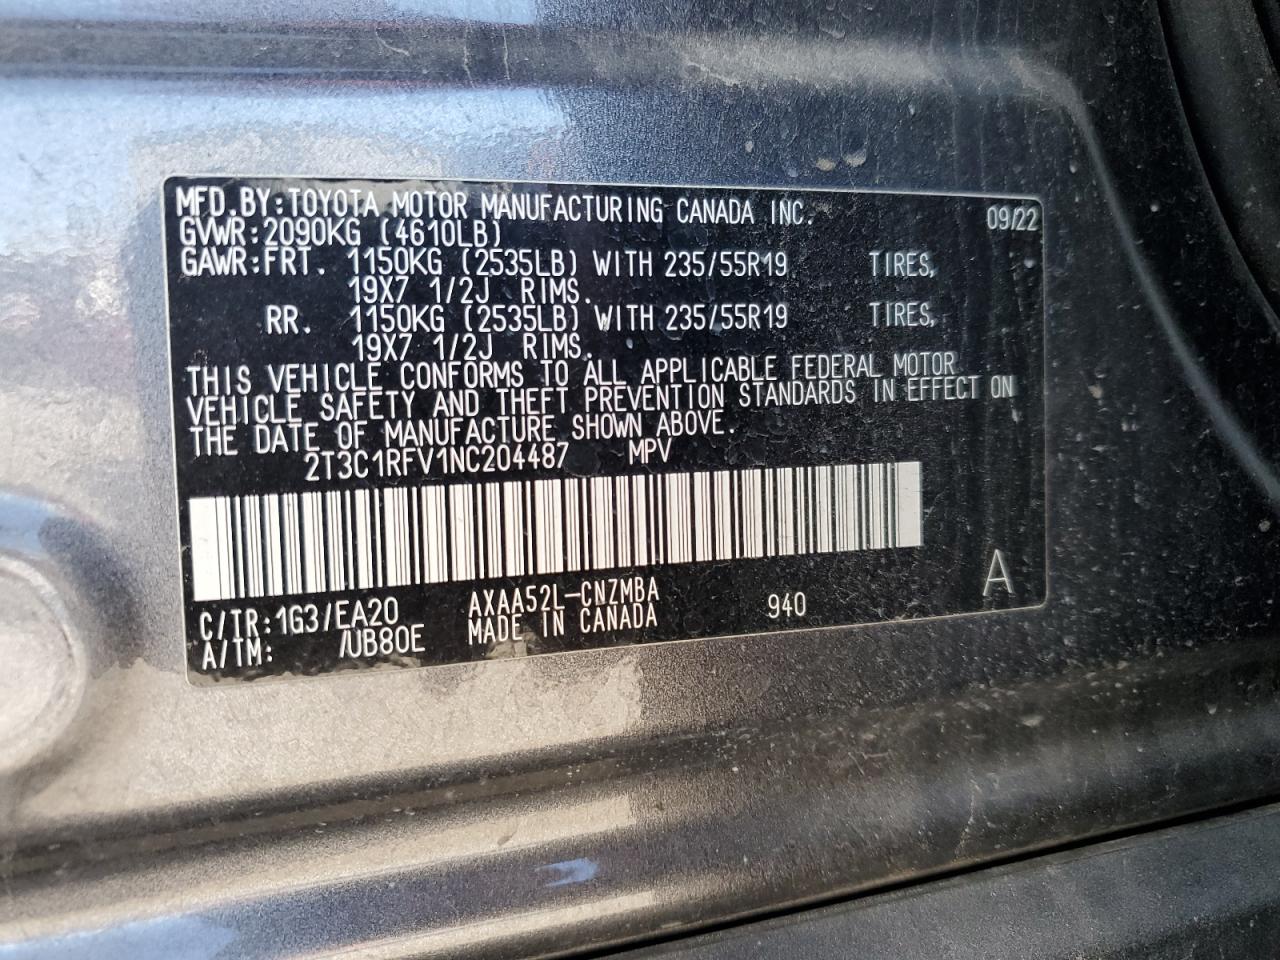 MFD.BY:TOYOTA MOTOR MANUFACTURING CANADA INC. 09/22
GVWR:2090KG (4610LB)
GAWR:FRT. 1150KG (2535LB) WITH 235/55R19 TIRES,
19X7 1/2J RIMS.
RR. 1150KG (2535LB) WITH 235/55R19 TIRES,
19X7 1/2J RIMS.
THIS VEHICLE CONFORMS TO ALL APPLICABLE FEDERAL MOTOR
VEHICLE SAFETY AND THEFT PREVENTION STANDARDS IN EFFECT ON
THE DATE OF MANUFACTURE SHOWN ABOVE.
2T3C1RFV1NC204487 MPV
A
C/TR:1G3/EA20 AXAA52L-CNZMBA 940
A/TM: /UB80E MADE IN CANADA